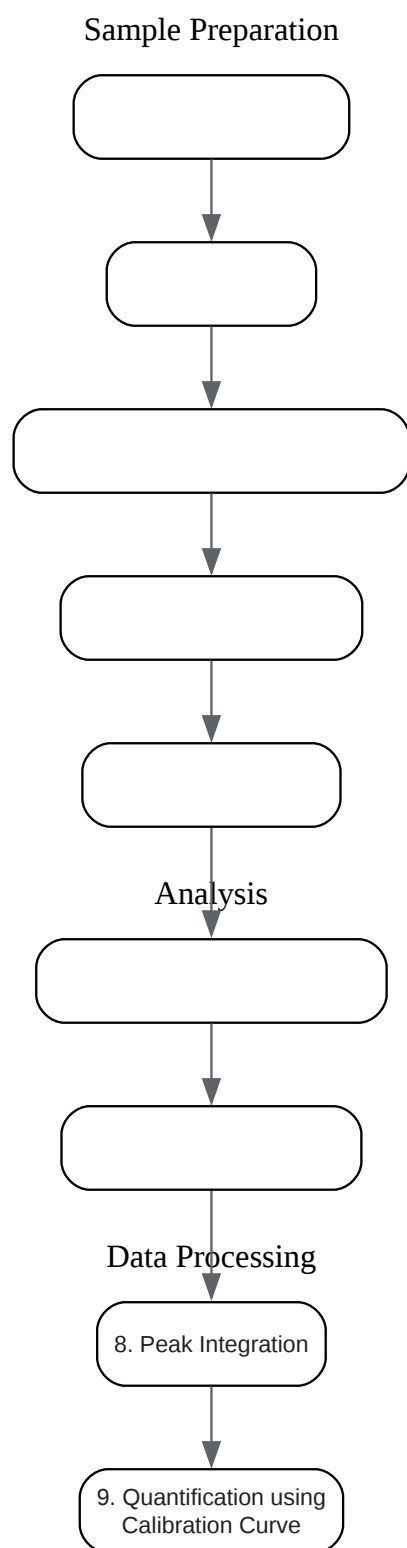 Sample Preparation
Analysis
Data Processing
8. Peak Integration
9. Quantification using
Calibration Curve